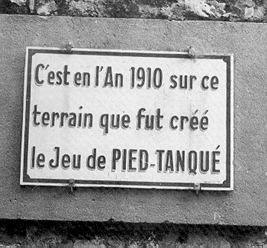 C'est en l'An 1910 sur ce
terrain que fut créé
le Jeu de PIED-TANQUÉ